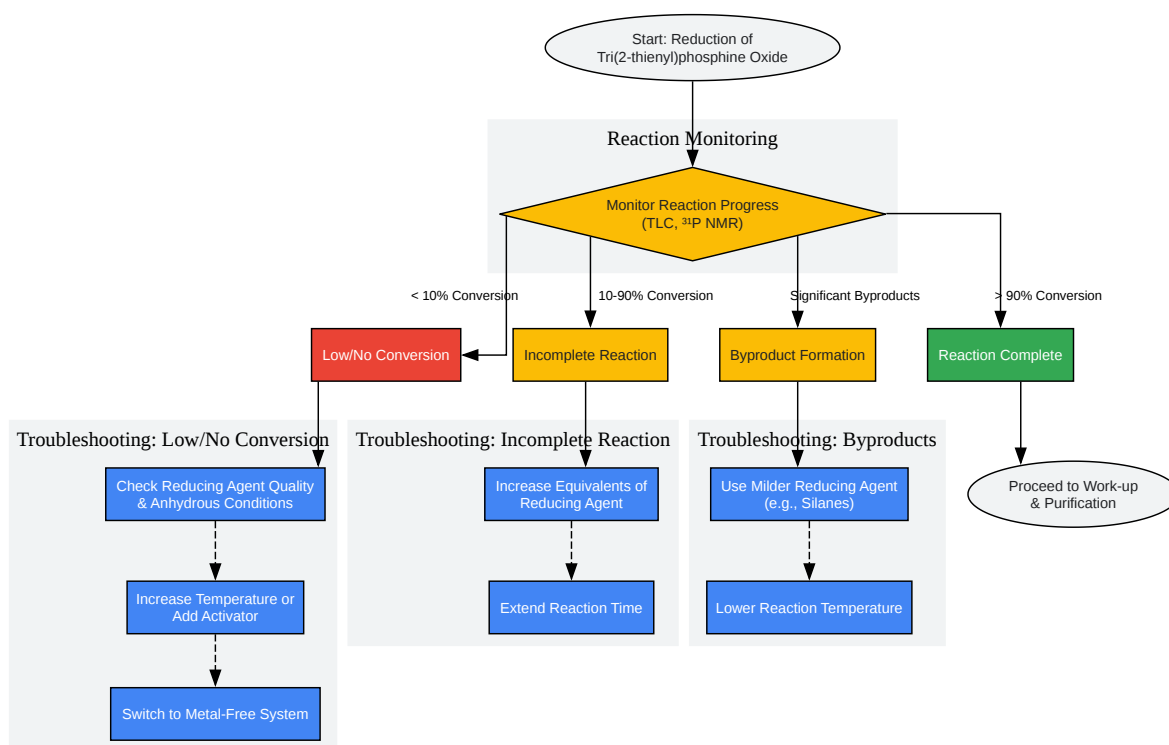 Start: Reduction of
Tri(2-thienyl)phosphine Oxide
Reaction Monitoring
Monitor Reaction Progress
(TLC, ³¹P NMR)
< 10% Conversion
10-90% Conversion
Significant Byproducts
> 90% Conversion
Low/No Conversion
Incomplete Reaction
Byproduct Formation
Reaction Complete
Troubleshooting: Low/No Conversion
Troubleshooting: Incomplete Reaction
Troubleshooting: Byproducts
Check Reducing Agent Quality
& Anhydrous Conditions
Increase Equivalents of
Reducing Agent
Use Milder Reducing Agent
(e.g., Silanes)
Proceed to Work-up
& Purification
Increase Temperature or
Add Activator
Extend Reaction Time
Lower Reaction Temperature
Switch to Metal-Free System